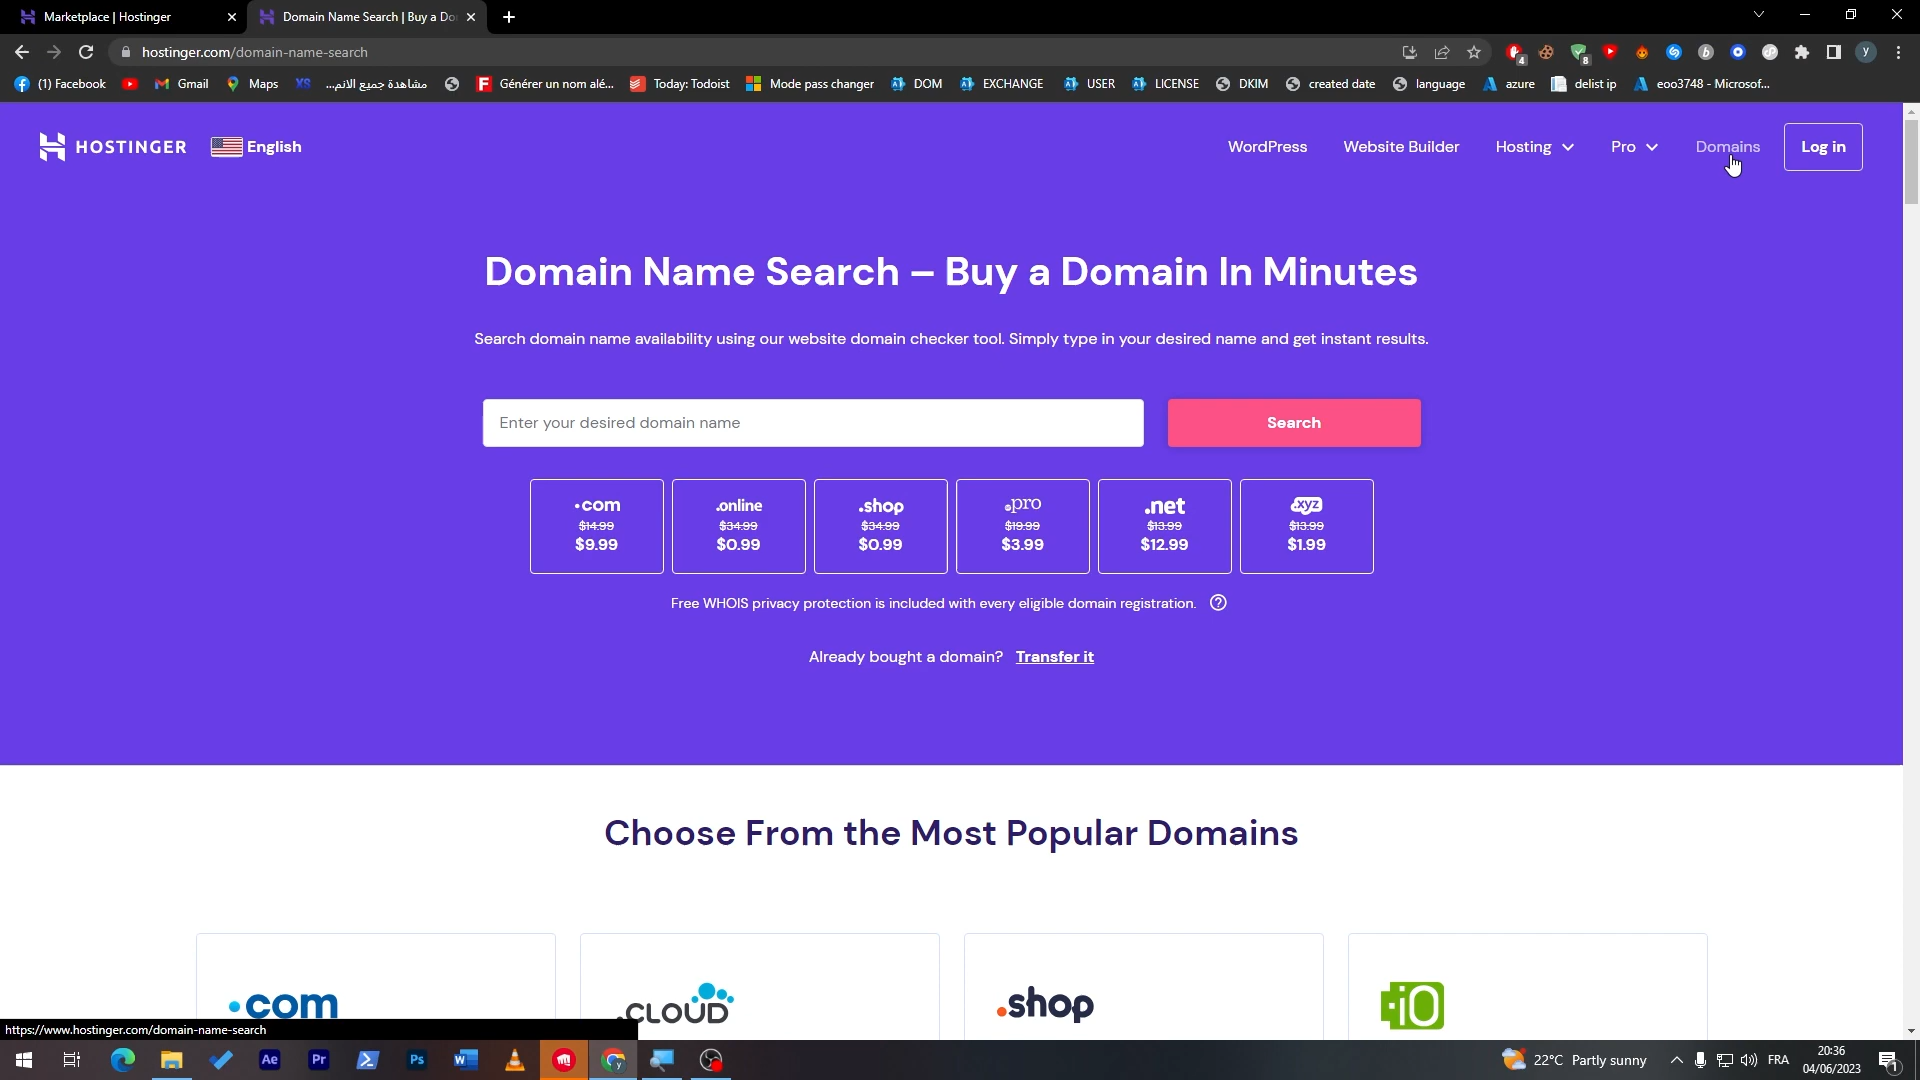 Marketplace | Hostinger
Domain Name Search | Buy a Do
hostinger.com/domain-name-search
4
8
y
(1) Facebook
Gmail
Maps
XS
مشاهدة جميع الانم...
Générer un nom alé...
Today: Todoist
Mode pass changer
DOM
EXCHANGE
USER
LICENSE
DKIM
created date
language
azure
delist ip
eoo3748 - Microsof...
HOSTINGER
English
WordPress
Website Builder
Hosting
Pro
Domains
Log in
Domain Name Search – Buy a Domain In Minutes
Search domain name availability using our website domain checker tool. Simply type in your desired name and get instant results.
Enter your desired domain name
Search
.com
$14.99
$9.99
.online
$34.99
$0.99
.shop
$34.99
$0.99
.pro
$19.99
$3.99
.net
$13.99
$12.99
.xyz
$13.99
$1.99
Free WHOIS privacy protection is included with every eligible domain registration.
Already bought a domain? Transfer it
Choose From the Most Popular Domains
.com
.CLOUD
.shop
.iO
https://www.hostinger.com/domain-name-search
Ae
Pr
Ps
22°C Partly sunny
FRA
20:36
04/06/2023
1